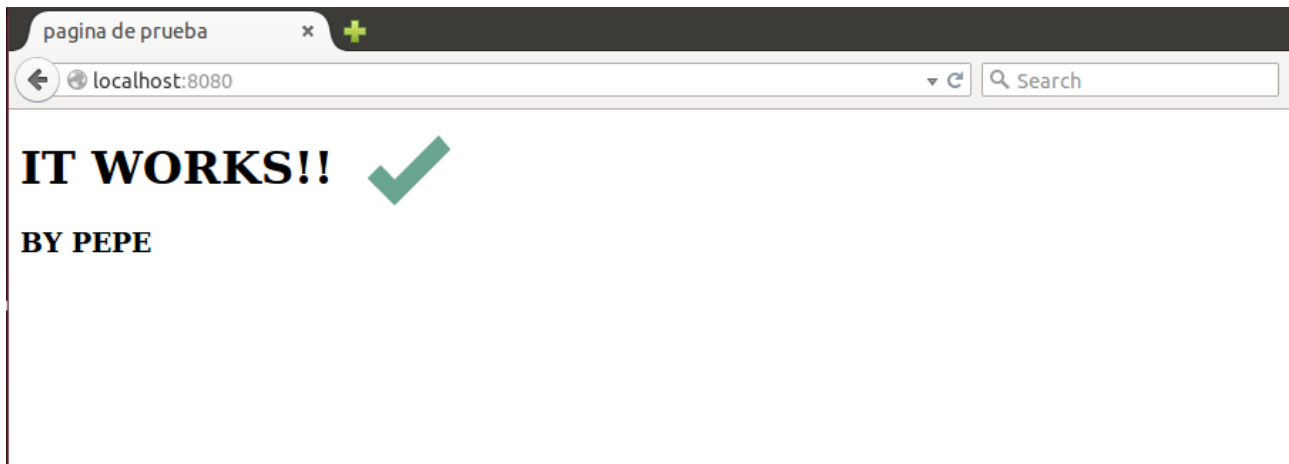 pagina de prueba
localhost:8080
Search
IT WORKS!!
BY PEPE